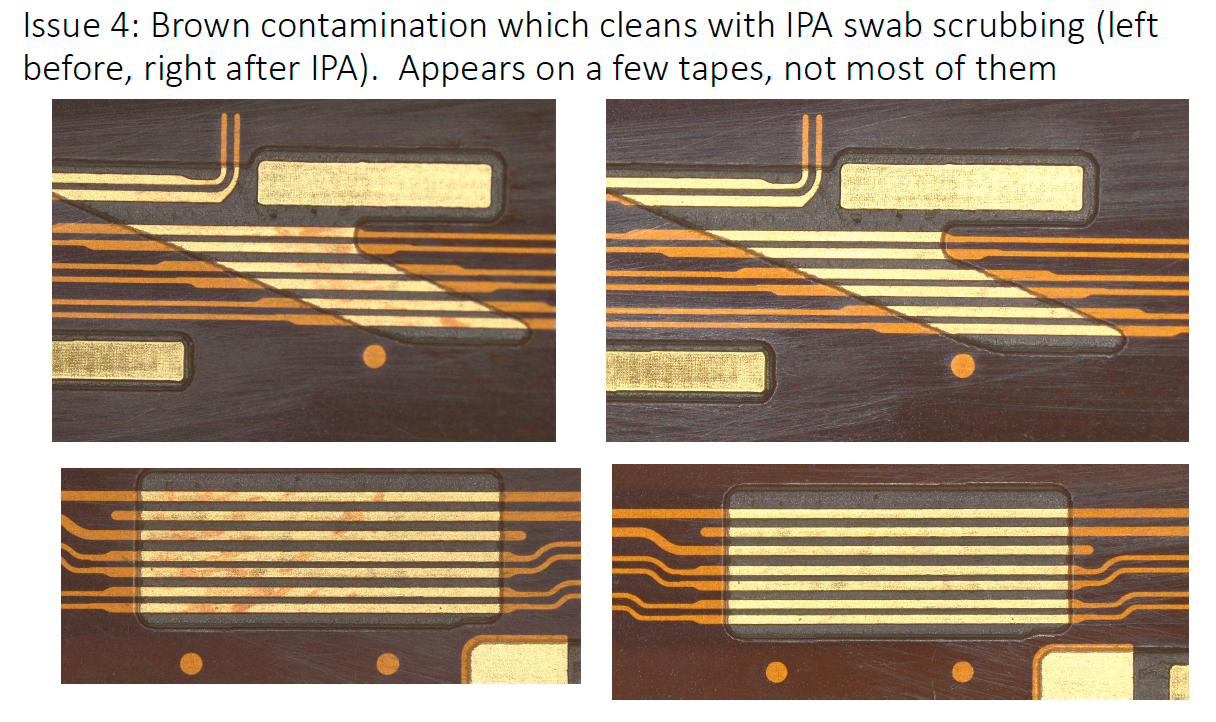 Issue 4: Brown contamination which cleans with IPA swab scrubbing (left
before, right after IPA).  Appears on a few tapes, not most of them